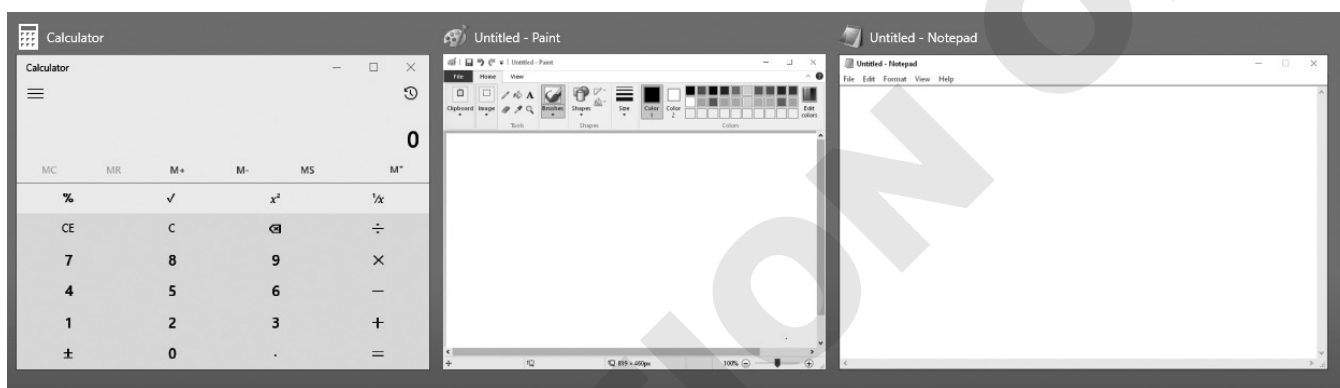 Calculator
Calculator
0
MC MR M+ M- MS M˅
% √ x² ¹/x
CE C ÷
7 8 9 ×
4 5 6 −
1 2 3 +
± 0 . =
Untitled - Paint
Untitled - Paint
File Home View
Clipboard Image A Brushes Shapes Size Color 1 Color 2 Edit colors
Tools Shapes Colors
100%
Untitled - Notepad
Untitled - Notepad
File Edit Format View Help
TION O